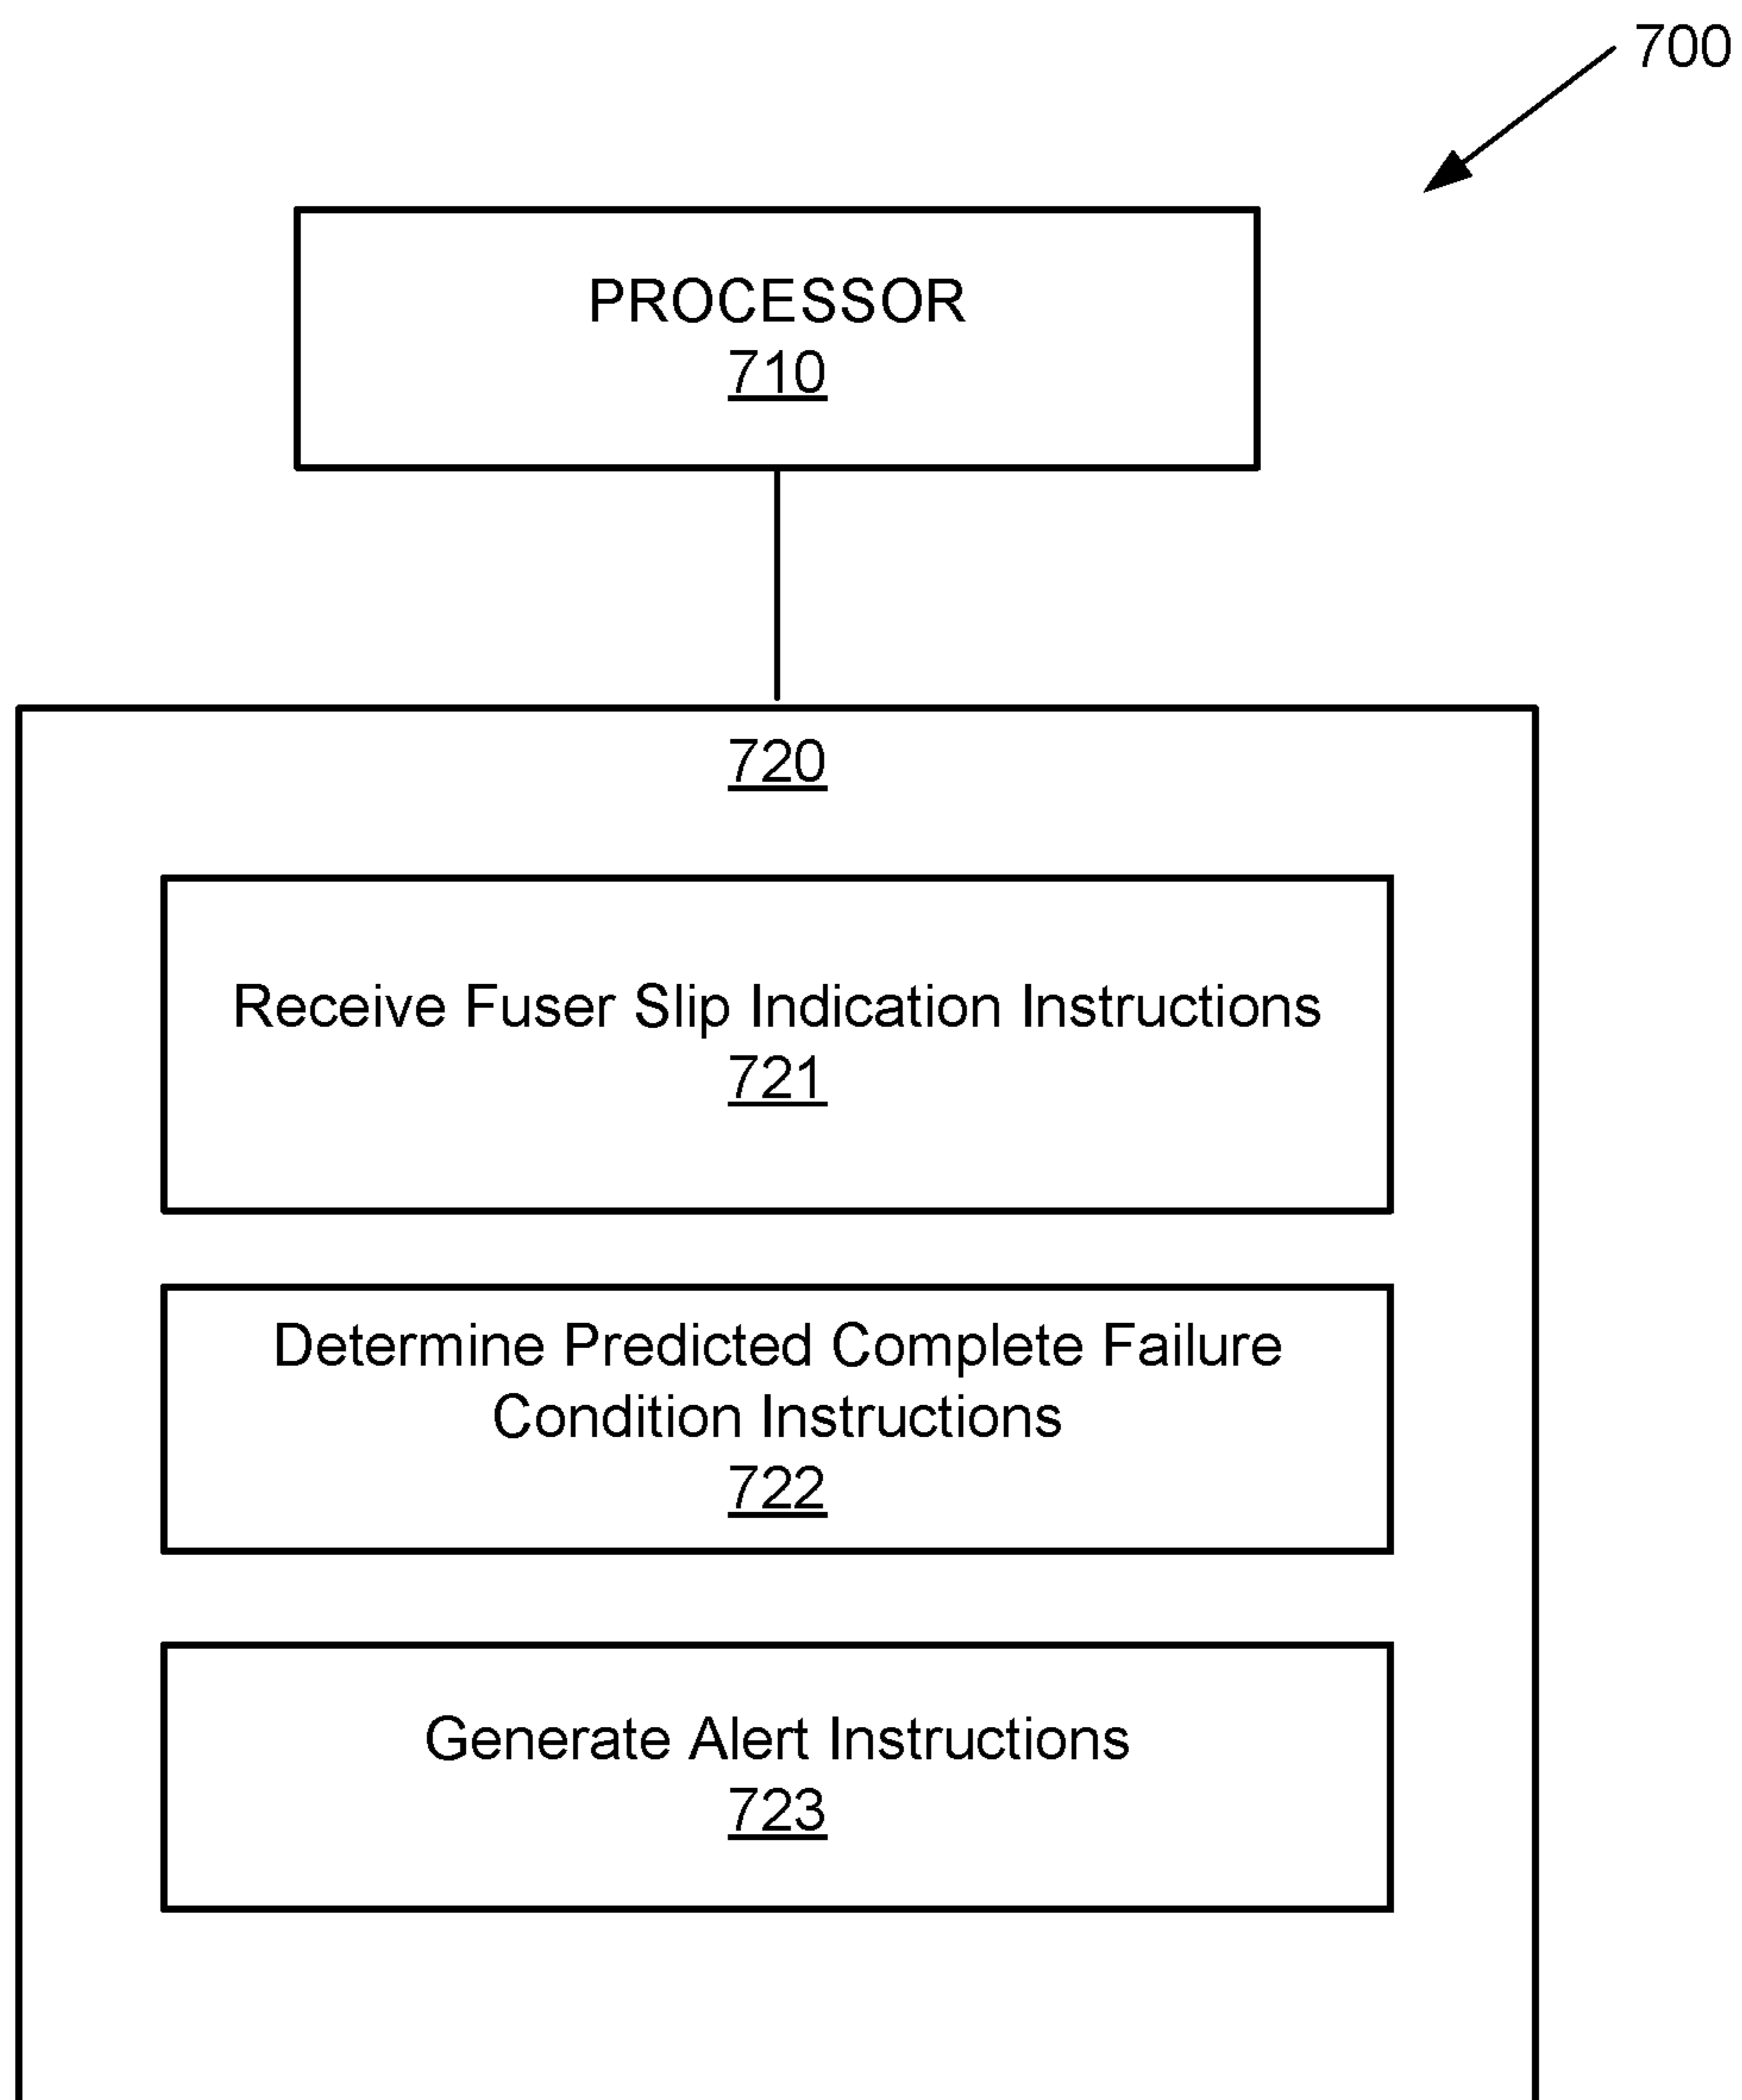 700
PROCESSOR
710
720
Receive Fuser Slip Indication Instructions
721
Determine Predicted Complete Failure
Condition Instructions
722
Generate Alert Instructions
723